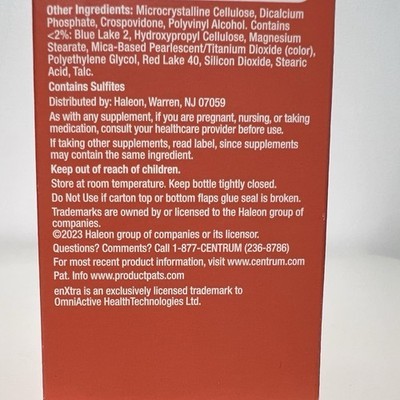 Other Ingredients: Microcrystalline Cellulose, Dicalcium
Phosphate, Crospovidone, Polyvinyl Alcohol. Contains
<2%: Blue Lake 2, Hydroxypropyl Cellulose, Magnesium
Stearate, Mica-Based Pearlescent/Titanium Dioxide (color),
Polyethylene Glycol, Red Lake 40, Silicon Dioxide, Stearic
Acid, Talc.
Contains Sulfites
Distributed by: Haleon, Warren, NJ 07059
As with any supplement, if you are pregnant, nursing, or taking
medication, consult your healthcare provider before use.
If taking other supplements, read label, since supplements
may contain the same ingredient.
Keep out of reach of children.
Store at room temperature. Keep bottle tightly closed.
Do Not Use if carton top or bottom flaps glue seal is broken.
Trademarks are owned by or licensed to the Haleon group of
companies.
©2023 Haleon group of companies or its licensor.
Questions? Comments? Call 1-877-CENTRUM (236-8786)
For most recent product information, visit www.centrum.com
Pat. Info www.productpats.com
enXtra is an exclusively licensed trademark to
OmniActive HealthTechnologies Ltd.